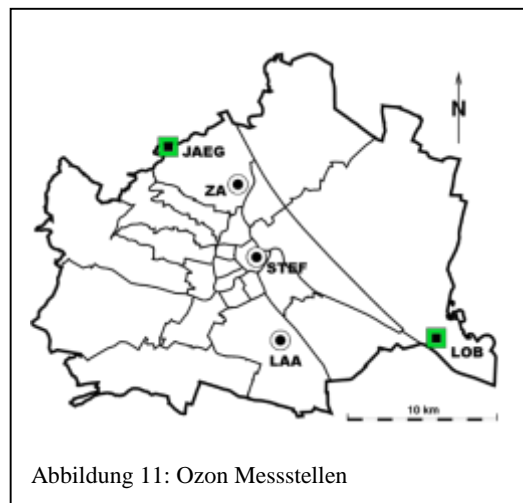 N
JAEG
ZA
STEF
LAA
LOB
10 km
Abbildung 11: Ozon Messstellen